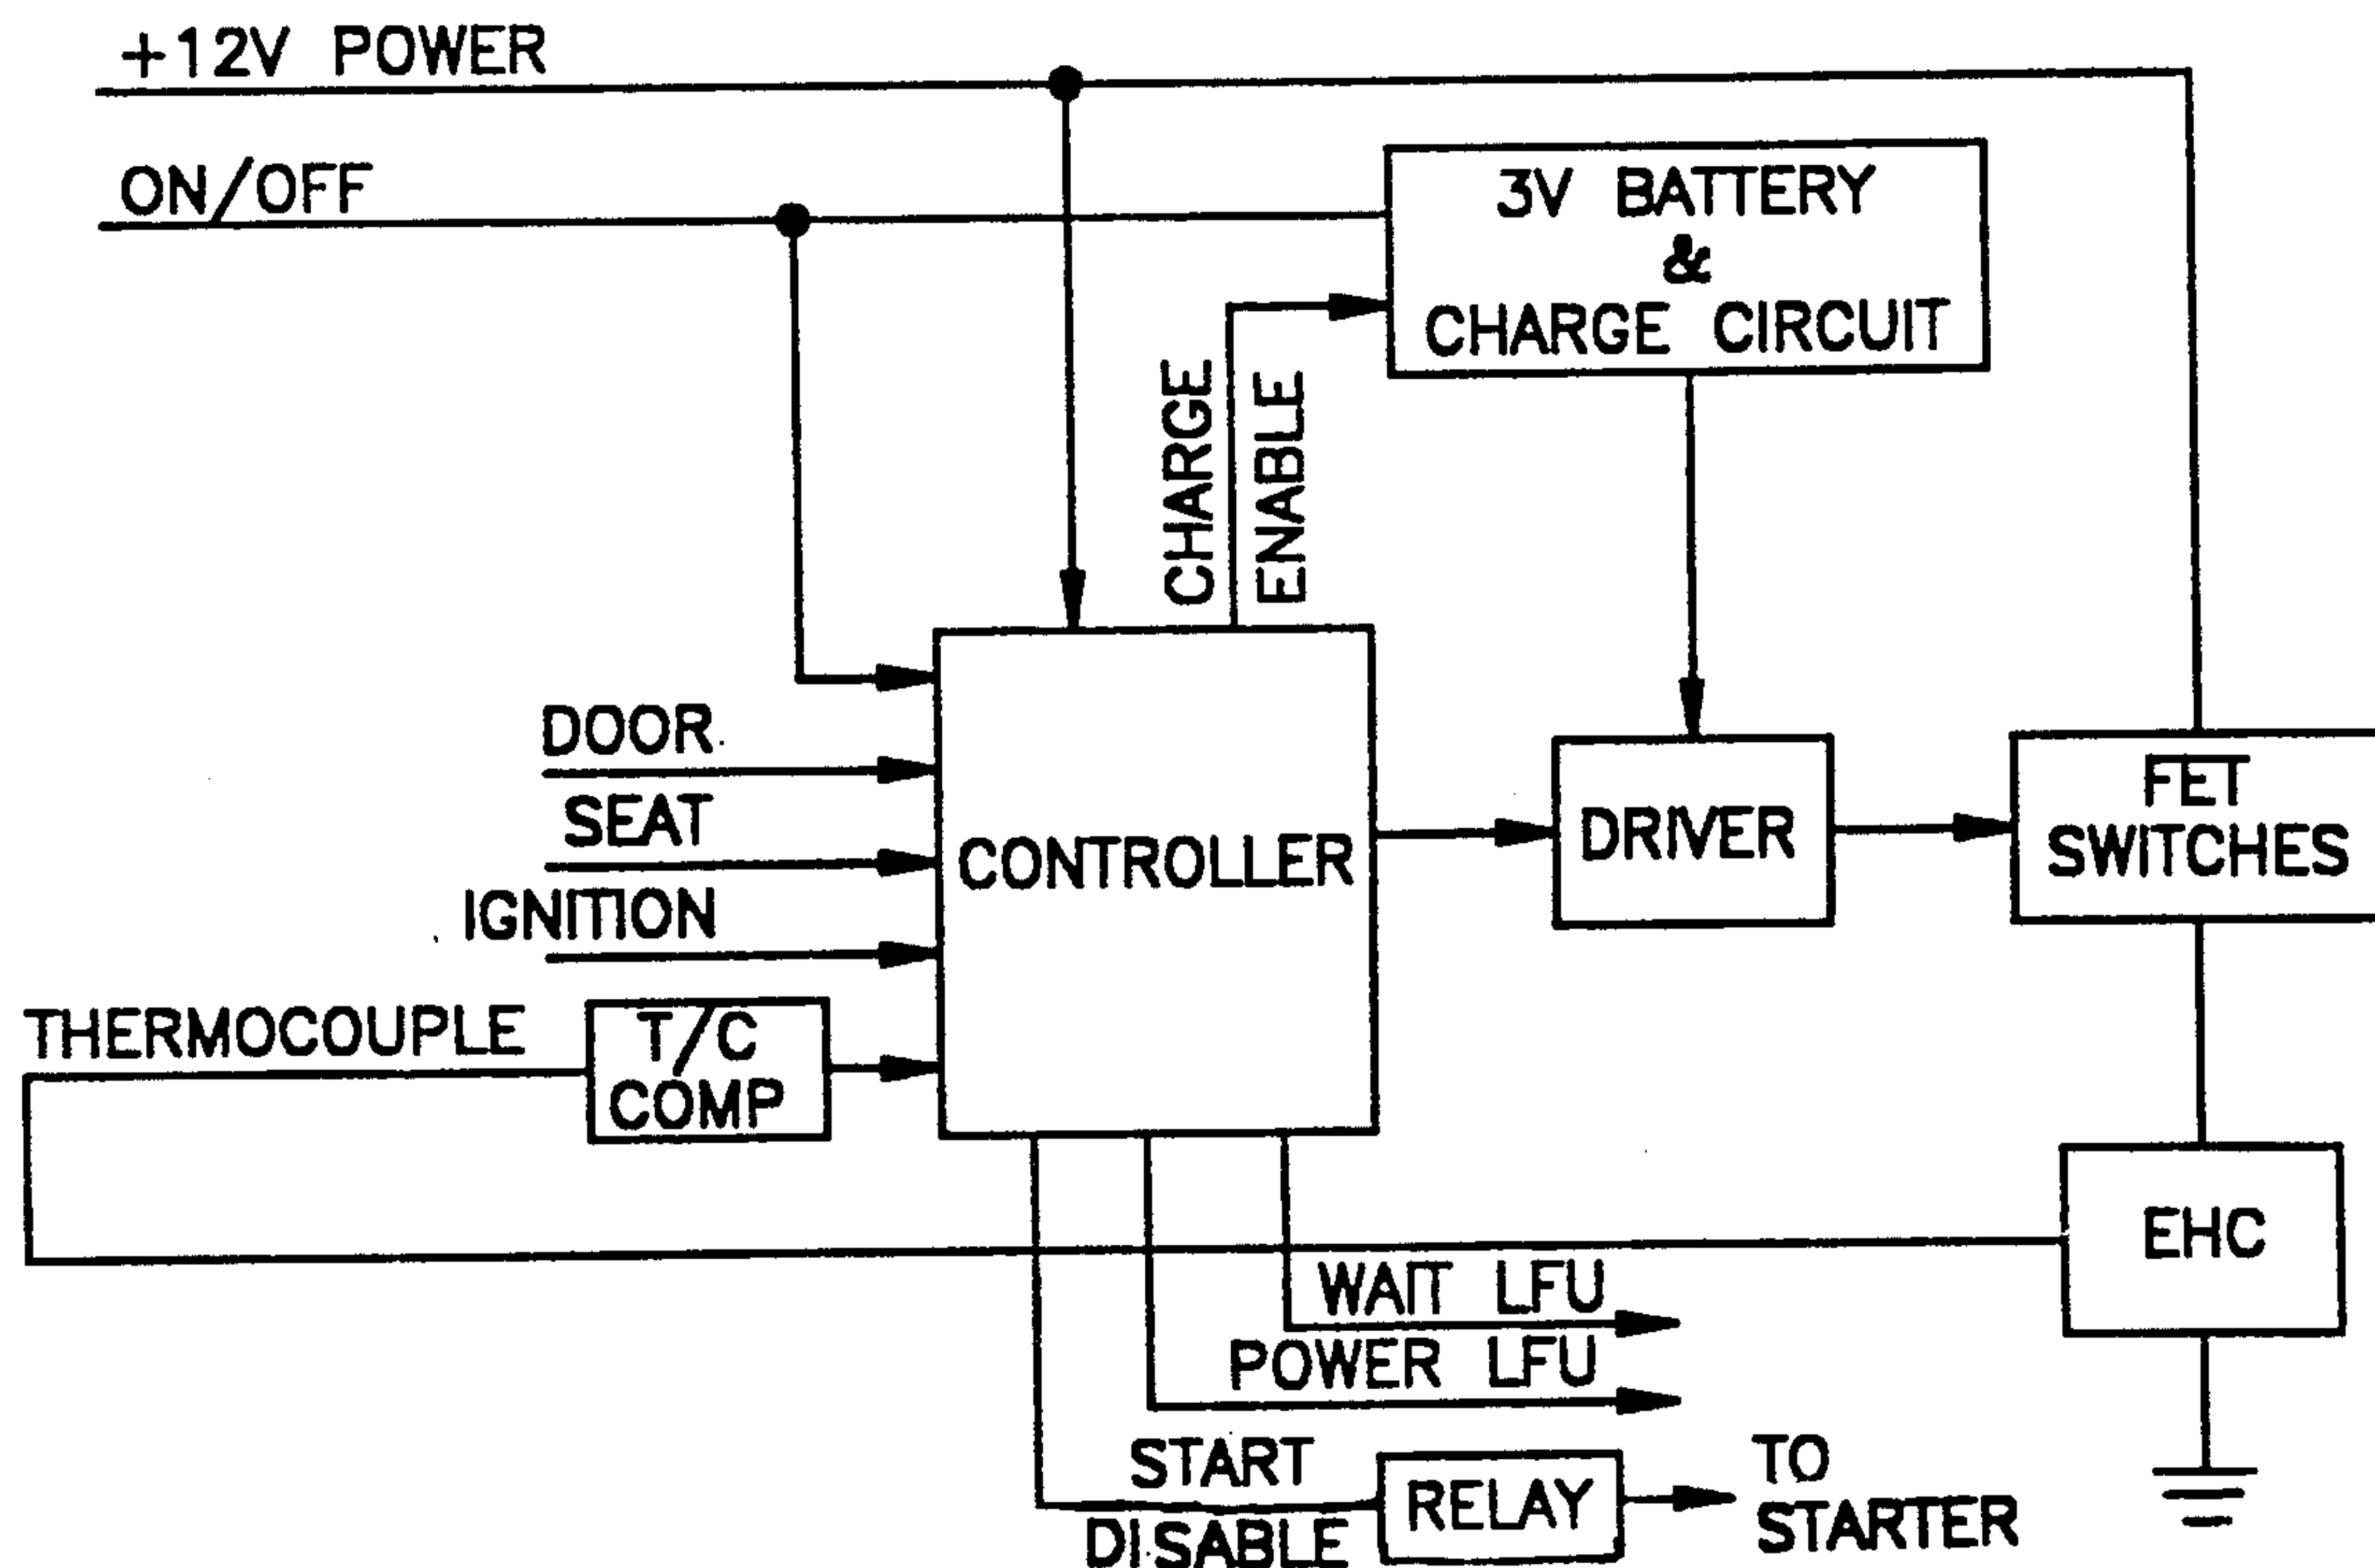 +12V POWER
ON/OFF
3V BATTERY
&
CHARGE CIRCUIT
CHARGE
ENABLE
DOOR
SEAT
IGNITION
CONTROLLER
DRIVER
FET
SWITCHES
THERMOCOUPLE
T/C
COMP
EHC
WAIT LFU
POWER LFU
START
DISABLE
RELAY
TO
STARTER